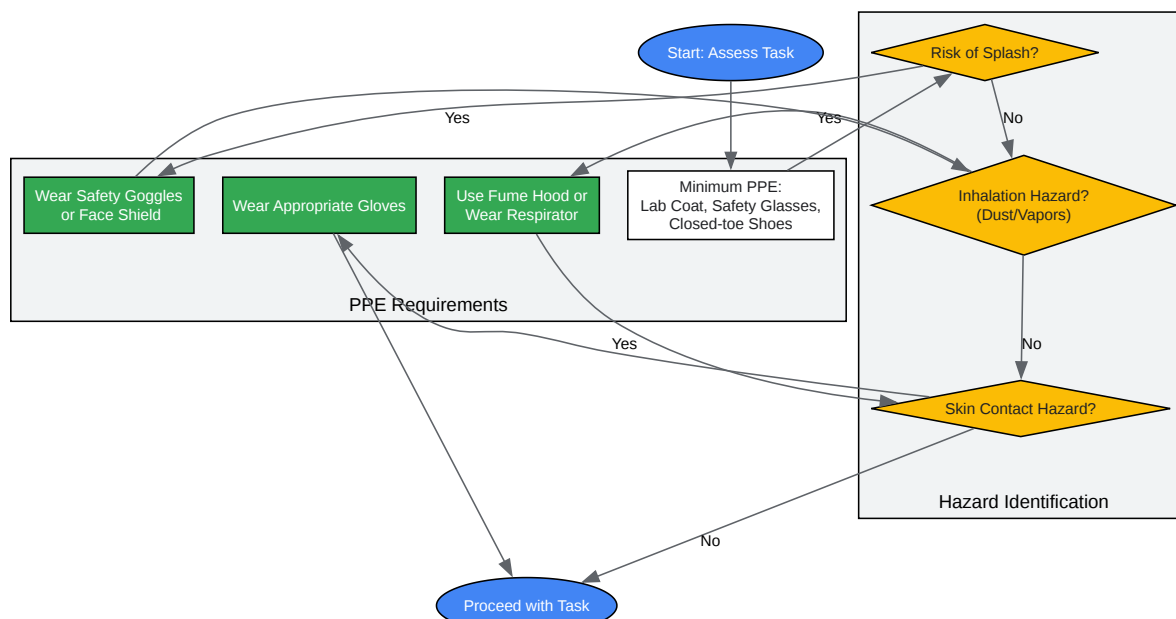 Start: Assess Task
Risk of Splash?
Yes
Yes
No
Wear Safety Goggles
or Face Shield
Wear Appropriate Gloves
Use Fume Hood or
Wear Respirator
Minimum PPE:
Lab Coat, Safety Glasses,
Closed-toe Shoes
Inhalation Hazard?
(Dust/Vapors)
PPE Requirements
Yes
No
Skin Contact Hazard?
Hazard Identification
No
Proceed with Task